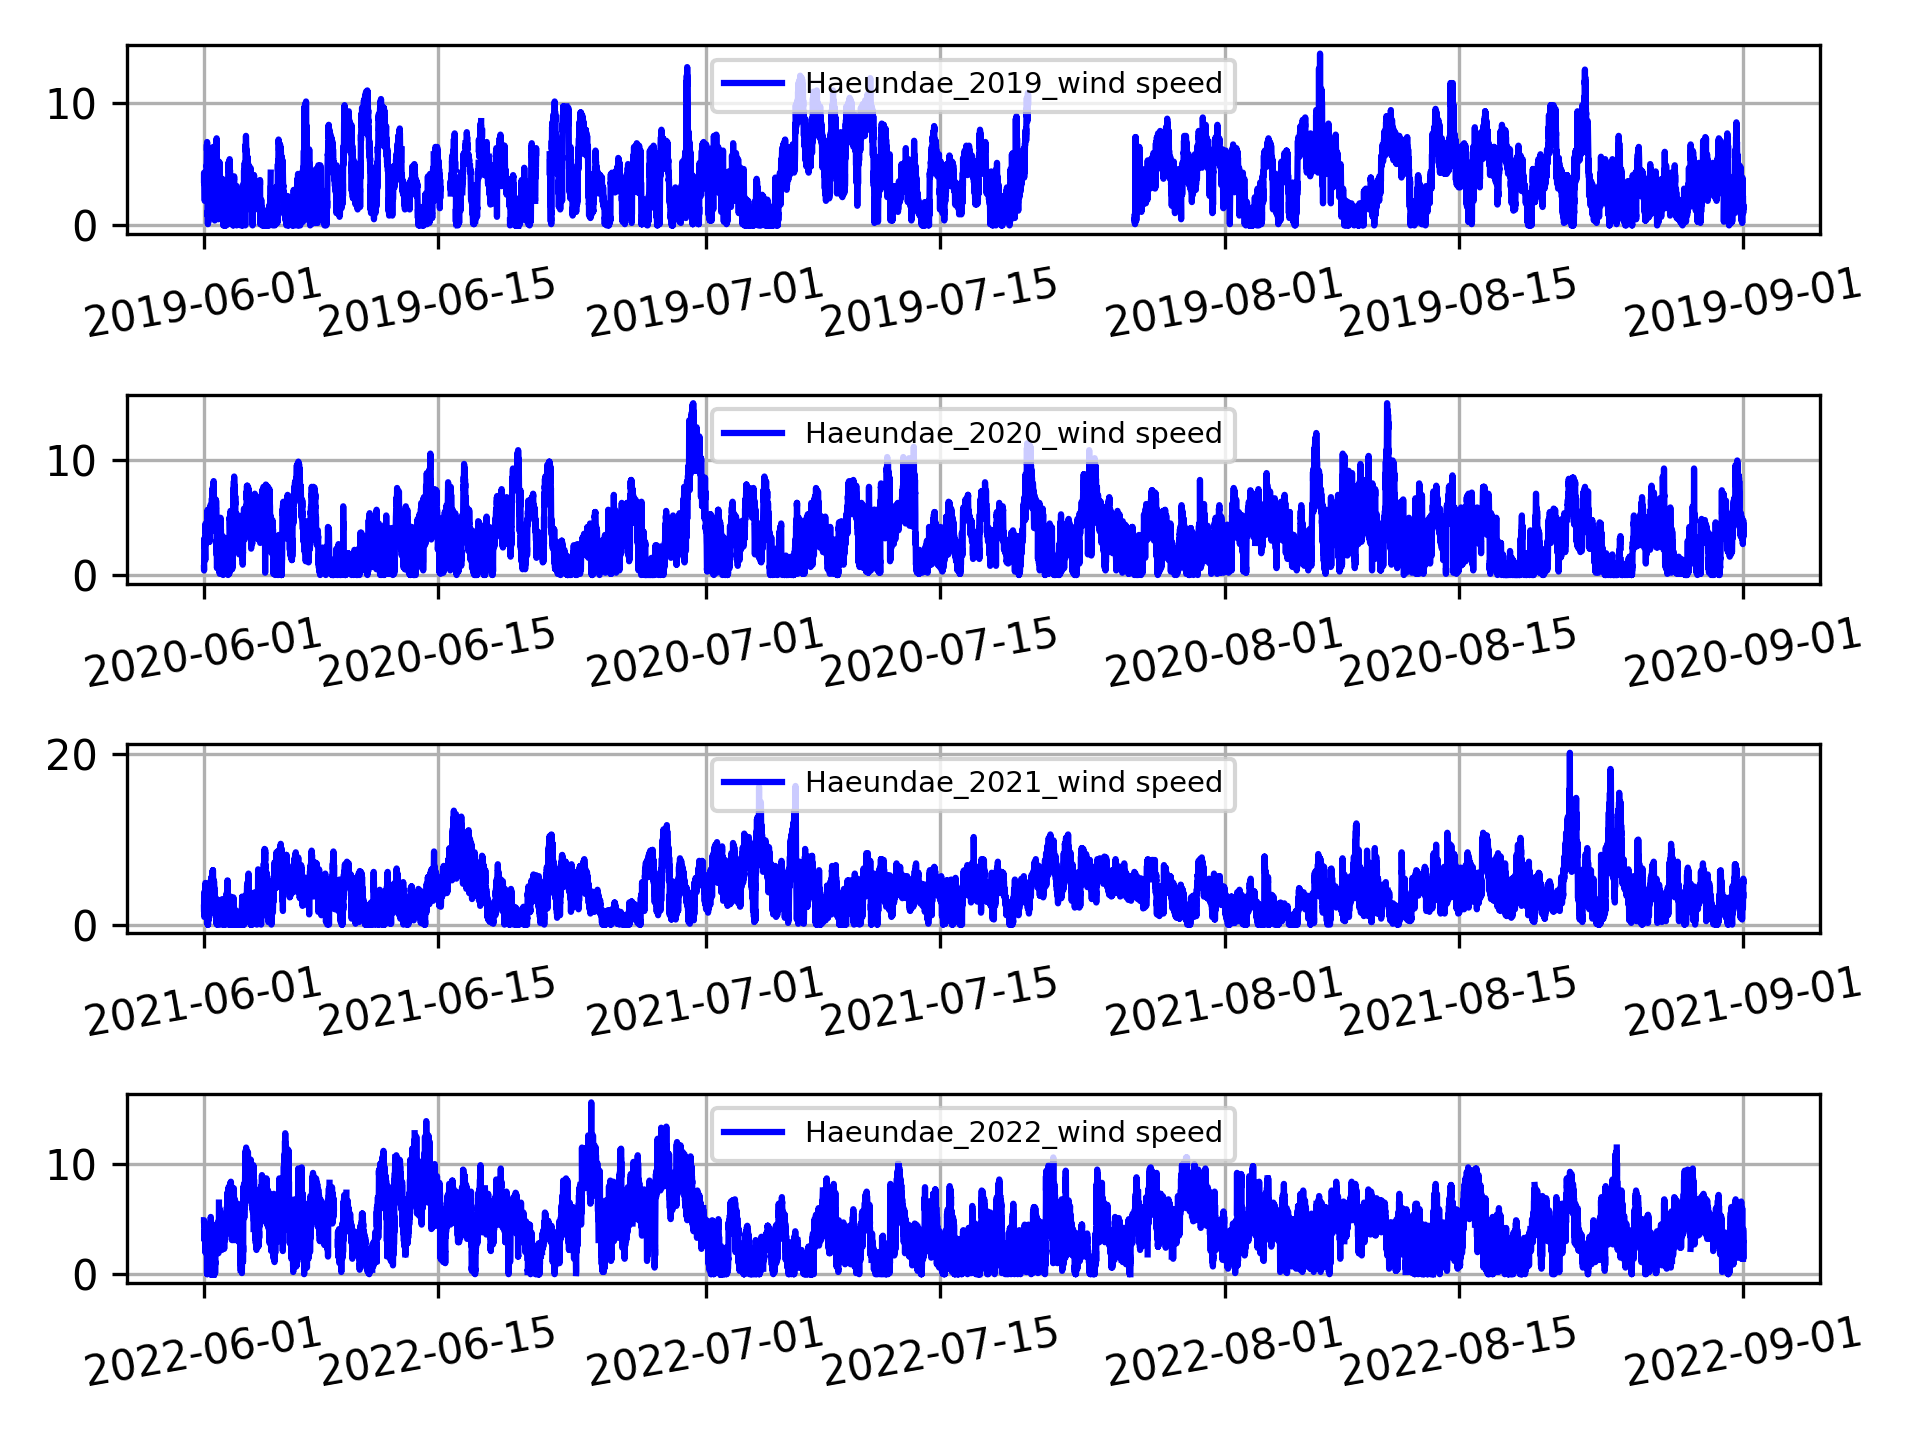 Haeundae_2019_wind speed
10
0
2019-06-01 2019-06-15 2019-07-01 2019-07-15 2019-08-01 2019-08-15 2019-09-01
Haeundae_2020_wind speed
10
0
2020-06-01 2020-06-15 2020-07-01 2020-07-15 2020-08-01 2020-08-15 2020-09-01
20
Haeundae_2021_wind speed
0
2021-06-01 2021-06-15 2021-07-01 2021-07-15 2021-08-01 2021-08-15 2021-09-01
Haeundae_2022_wind speed
10
0
2022-06-01 2022-06-15 2022-07-01 2022-07-15 2022-08-01 2022-08-15 2022-09-01